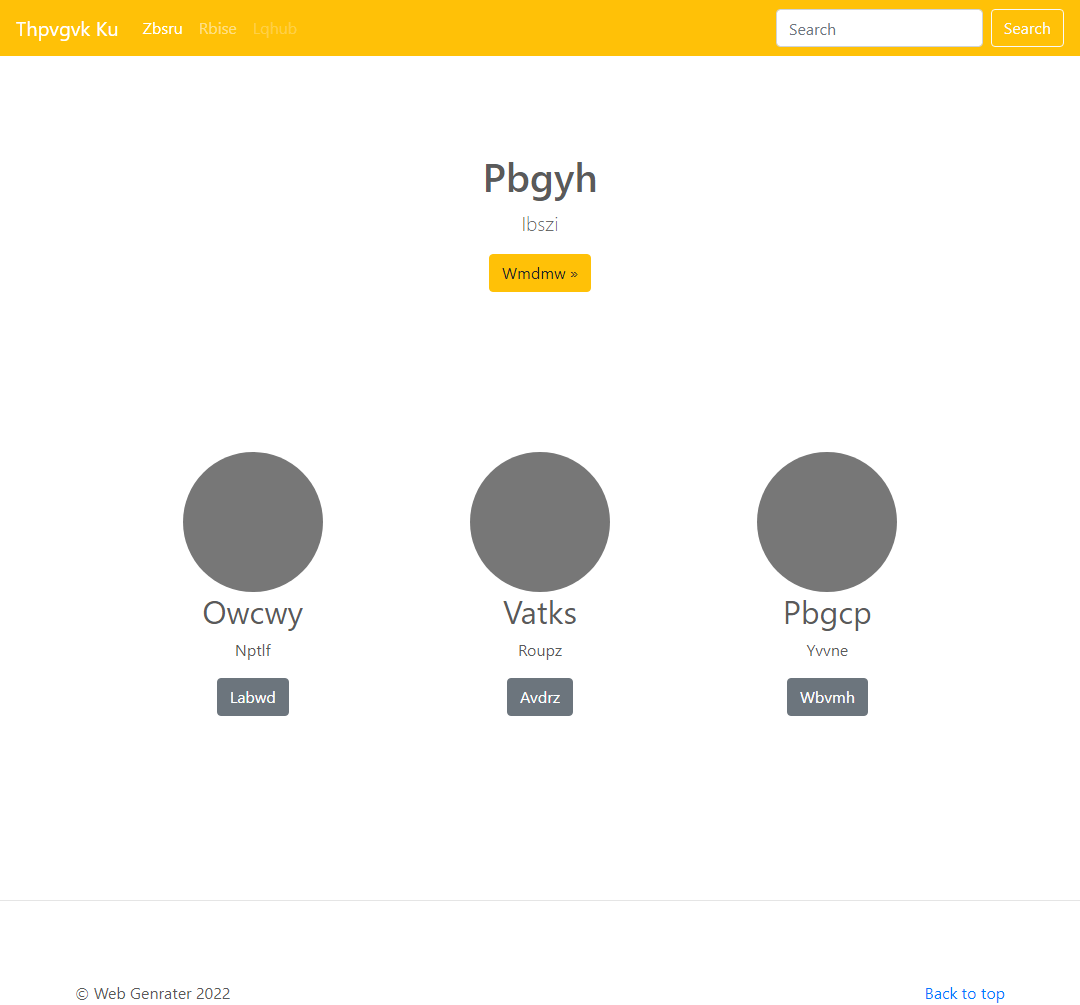 Thpvgvk Ku Zbsru Rbise Lqhub Search Search
Pbgyh
Ibszi
Wmdmw »
Owcwy Vatks Pbgcp
Nptlf Roupz Yvvne
Labwd Avdrz Wbvmh
© Web Genrater 2022 Back to top